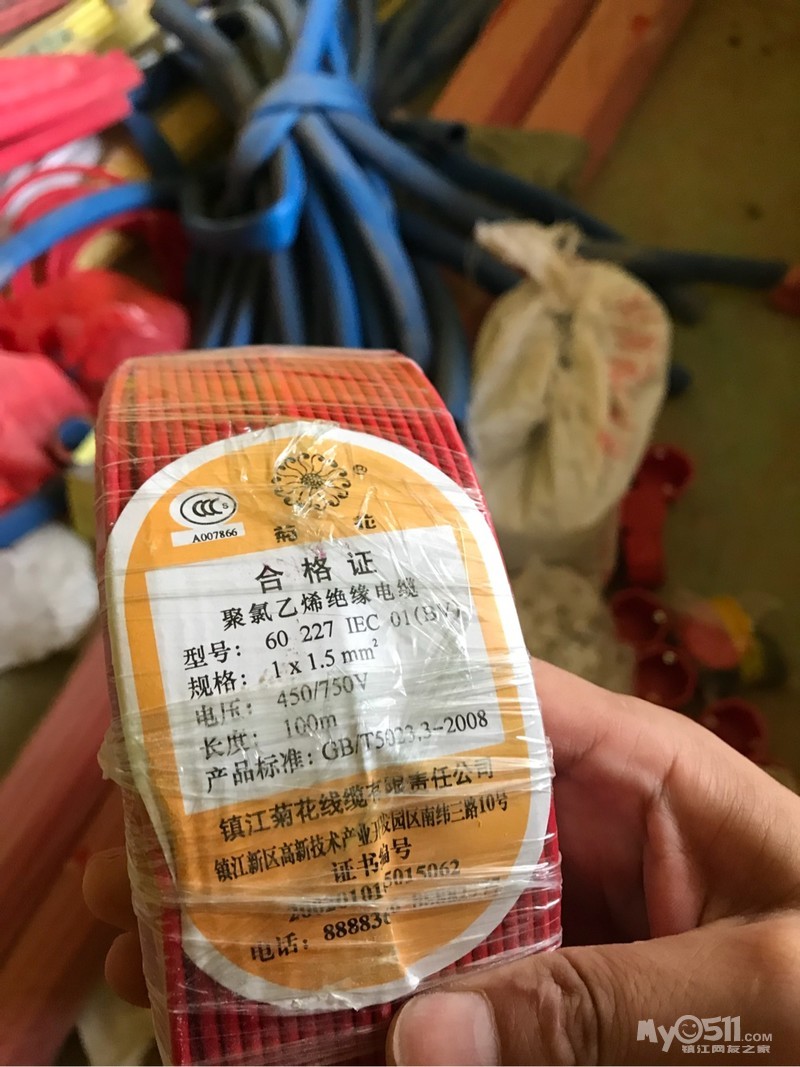 ®
CCC S
A007866
菊 花
合格证
聚氯乙烯绝缘电缆
型号: 60 227 IEC 01(BV)
规格: 1 x 1.5 mm²
电压: 450/750V
长度: 100m
产品标准: GB/T5023.3-2008
镇江菊花线缆有限责任公司
镇江新区高新技术产业开发园区南纬三路10号
证书编号
电话: 88883
My0511.COM
镇江网友之家